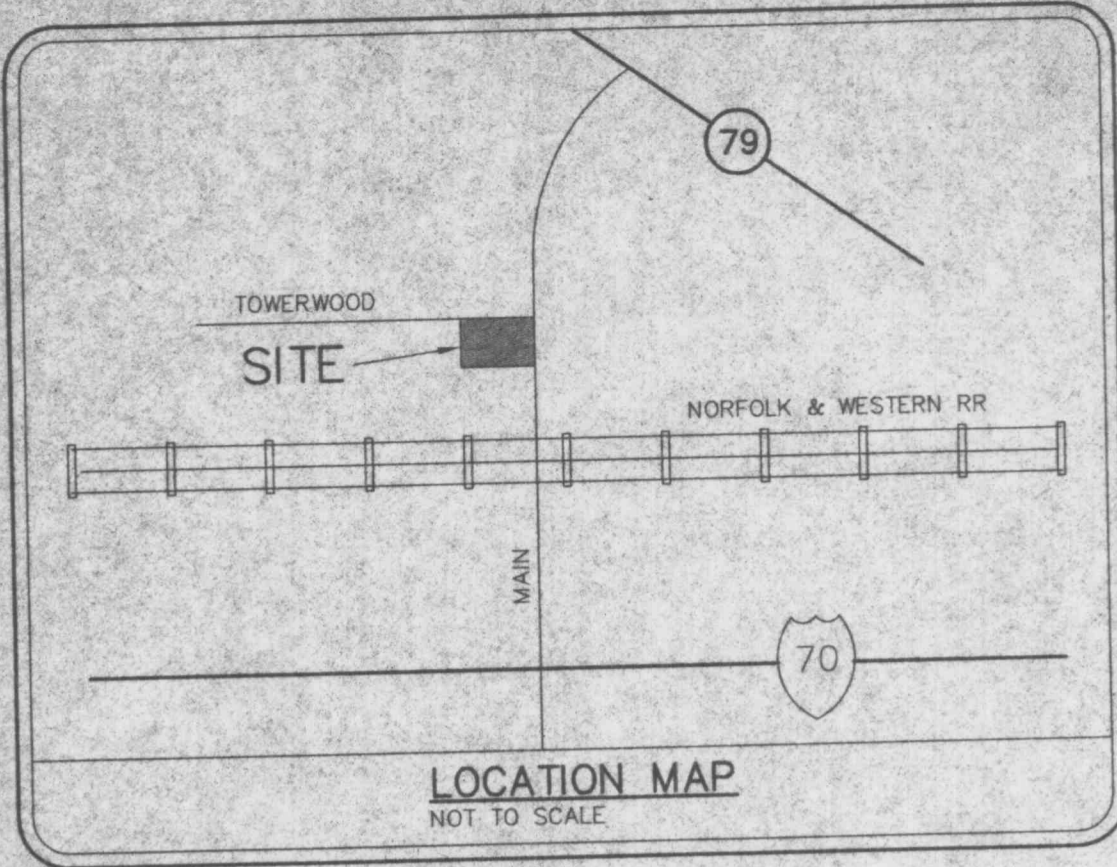 79
TOWERWOOD
SITE
NORFOLK & WESTERN RR
MAIN
70
LOCATION MAP
NOT TO SCALE